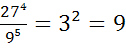 27⁴/9⁵ = 3² = 9